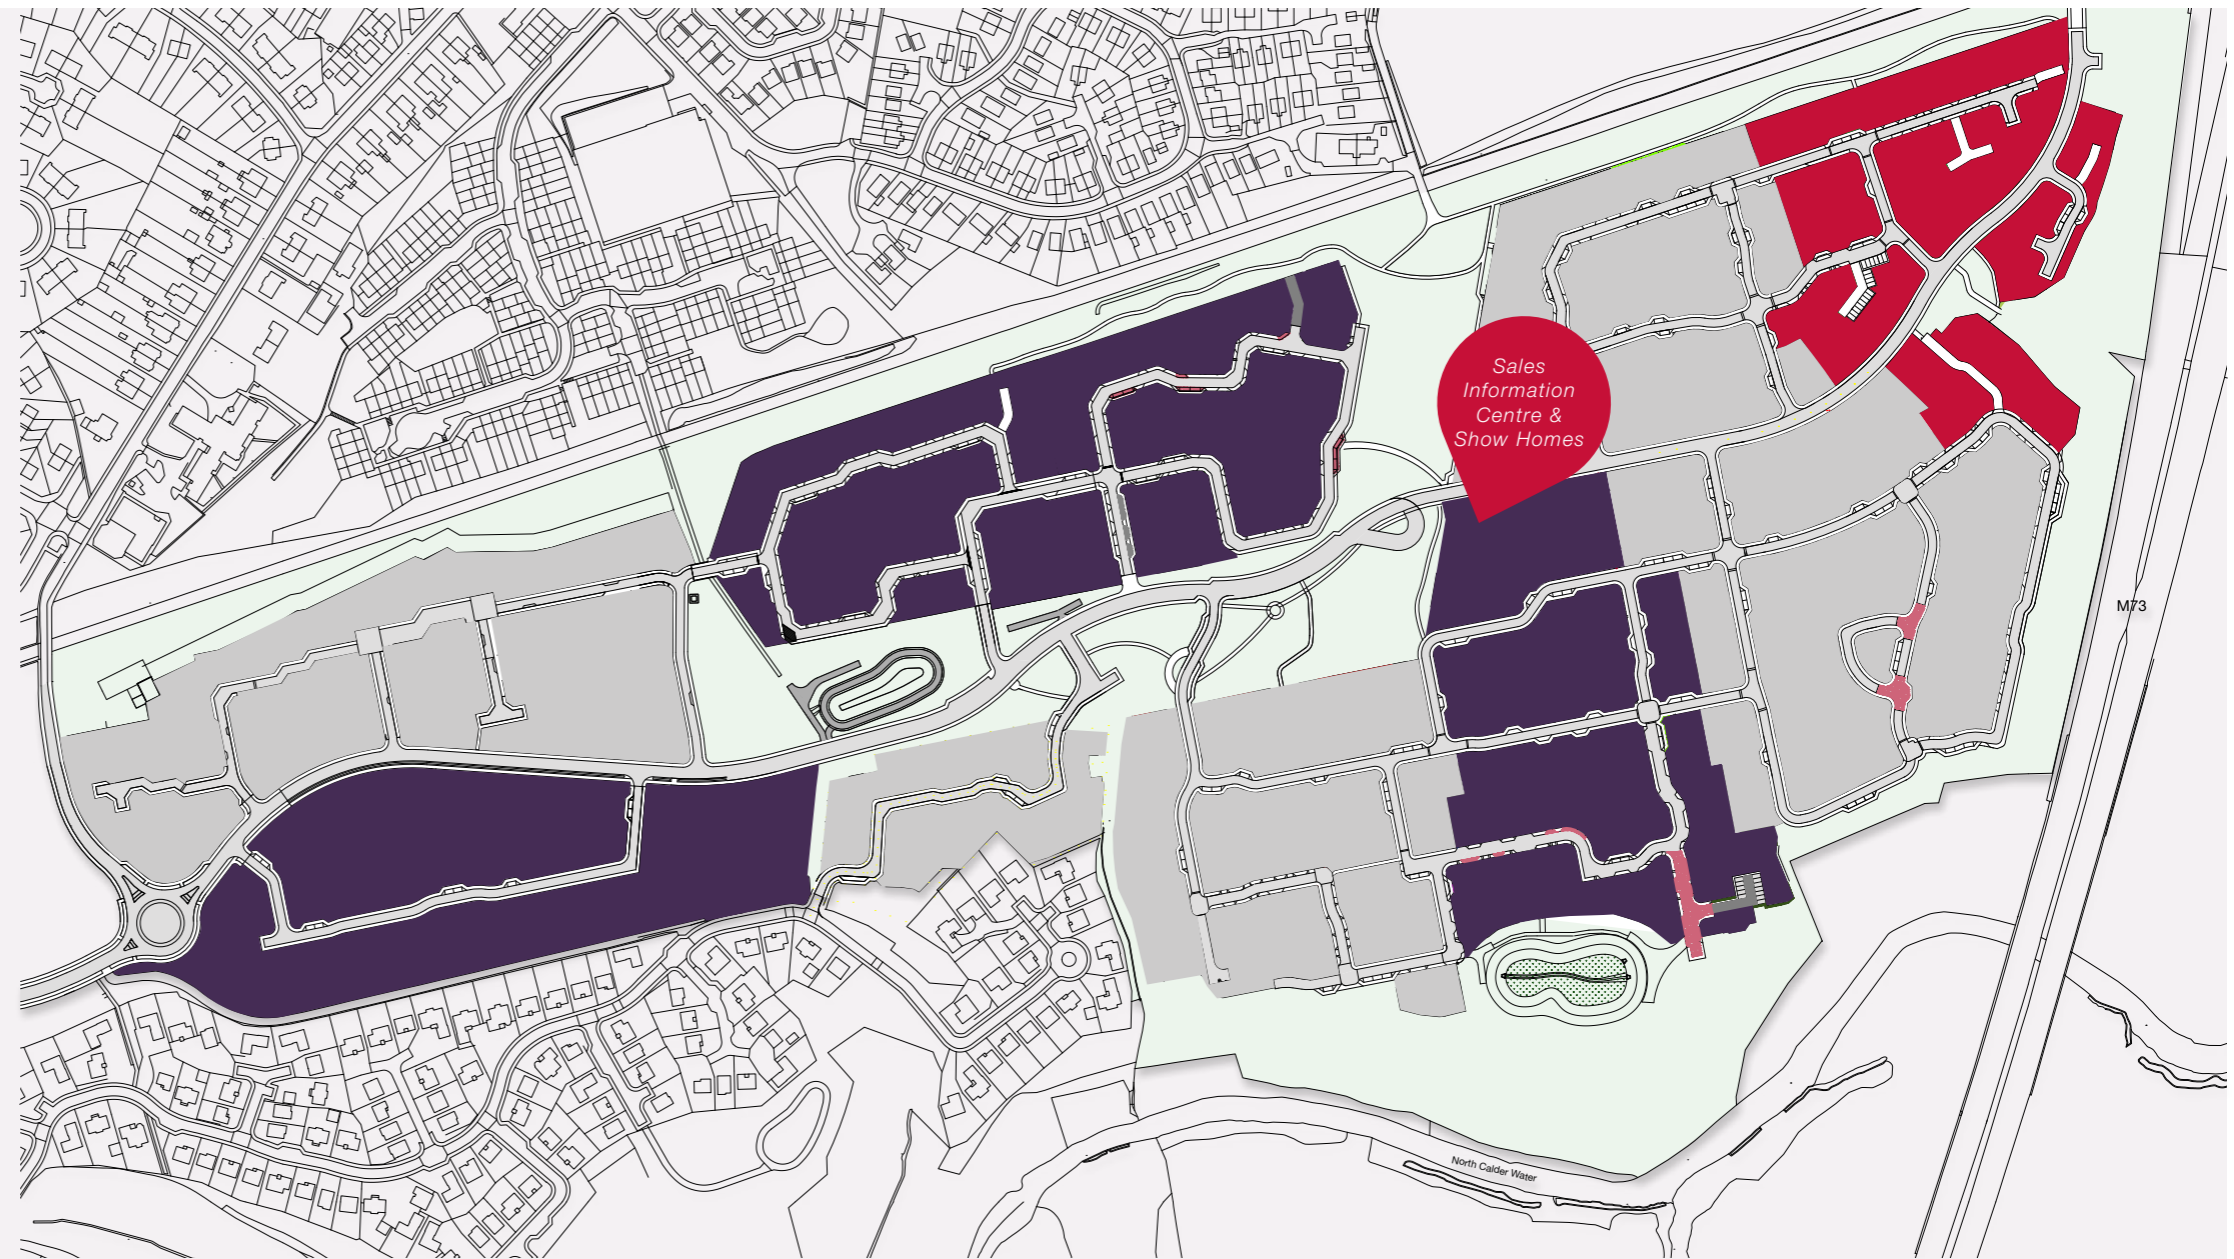 Sales
Information
Centre &
Show Homes
M73
North Calder Water